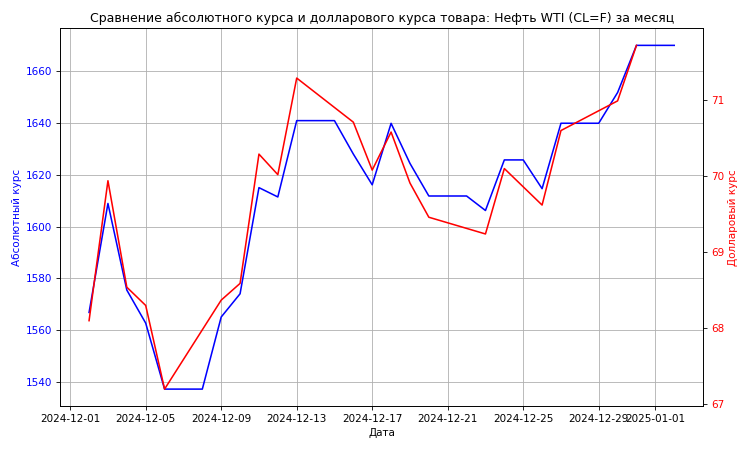 Сравнение абсолютного курса и долларового курса товара: Нефть WTI (CL=F) за месяц
Абсолютный курс
1660
1640
1620
1600
1580
1560
1540
71
70
69
68
67
Долларовый курс
2024-12-01 2024-12-05 2024-12-09 2024-12-13 2024-12-17 2024-12-21 2024-12-25 2024-12-29 2025-01-01
Дата